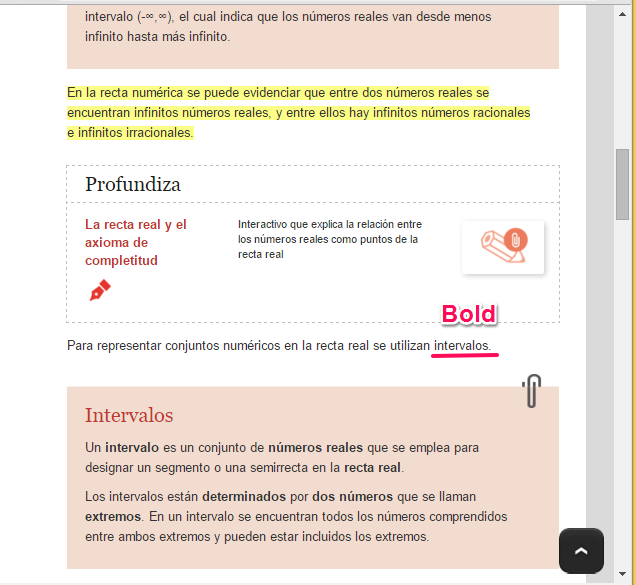 intervalo (-∞,∞), el cual indica que los números reales van desde menos
infinito hasta más infinito.
En la recta numérica se puede evidenciar que entre dos números reales se
encuentran infinitos números reales, y entre ellos hay infinitos números racionales
e infinitos irracionales.
Profundiza
La recta real y el
axioma de
completitud
Interactivo que explica la relación entre
los números reales como puntos de la
recta real
Bold
Para representar conjuntos numéricos en la recta real se utilizan intervalos.
Intervalos
Un intervalo es un conjunto de números reales que se emplea para
designar un segmento o una semirrecta en la recta real.
Los intervalos están determinados por dos números que se llaman
extremos. En un intervalo se encuentran todos los números comprendidos
entre ambos extremos y pueden estar incluidos los extremos.